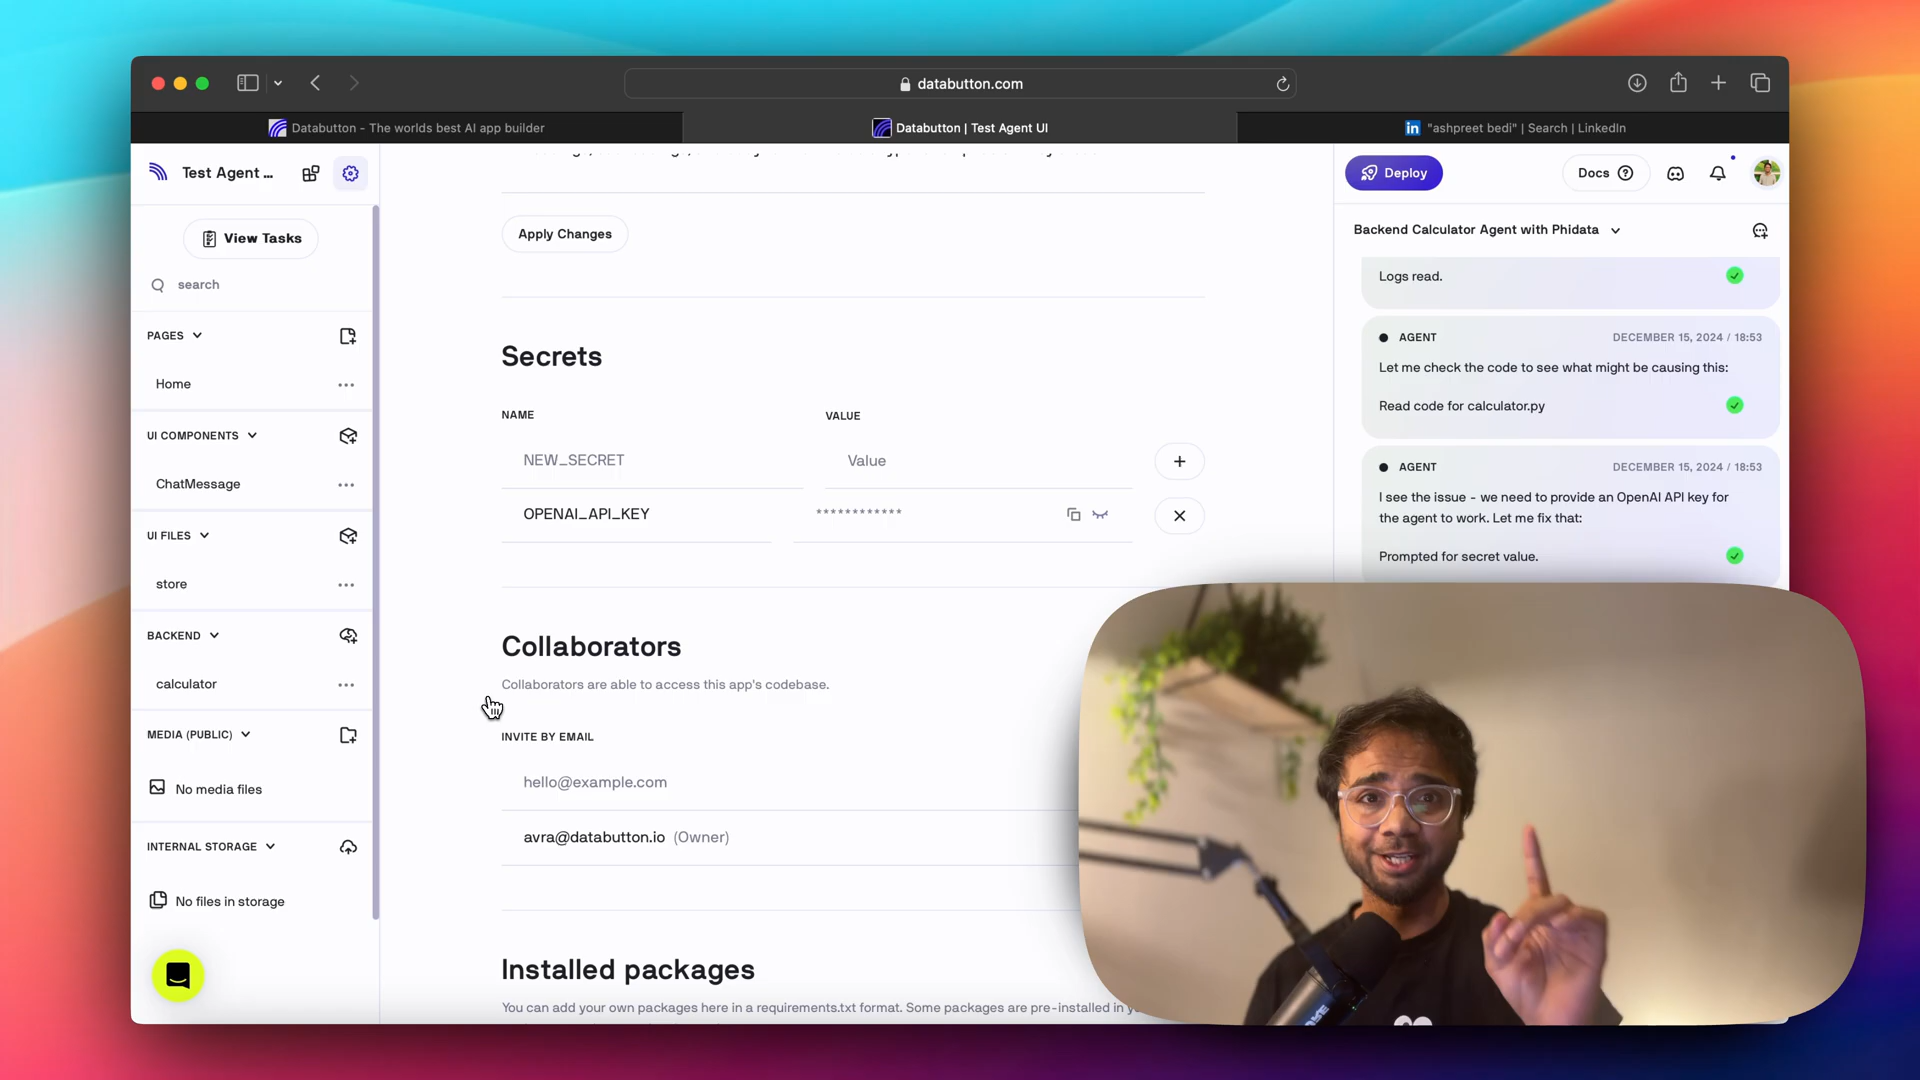 databutton.com
Databutton - The worlds best AI app builder
Databutton | Test Agent UI
"ashpreet bedi" | Search | LinkedIn
Test Agent ...
Deploy
Docs
View Tasks
search
PAGES
Home
UI COMPONENTS
ChatMessage
UI FILES
store
BACKEND
calculator
MEDIA (PUBLIC)
No media files
INTERNAL STORAGE
No files in storage
Apply Changes
Secrets
NAME
VALUE
NEW_SECRET
Value
OPENAI_API_KEY
************
Collaborators
Collaborators are able to access this app's codebase.
INVITE BY EMAIL
hello@example.com
avra@databutton.io (Owner)
Installed packages
You can add your own packages here in a requirements.txt format. Some packages are pre-installed in
Backend Calculator Agent with Phidata
Logs read.
AGENT
DECEMBER 15, 2024 / 18:53
Let me check the code to see what might be causing this:
Read code for calculator.py
AGENT
DECEMBER 15, 2024 / 18:53
I see the issue - we need to provide an OpenAI API key for
the agent to work. Let me fix that:
Prompted for secret value.